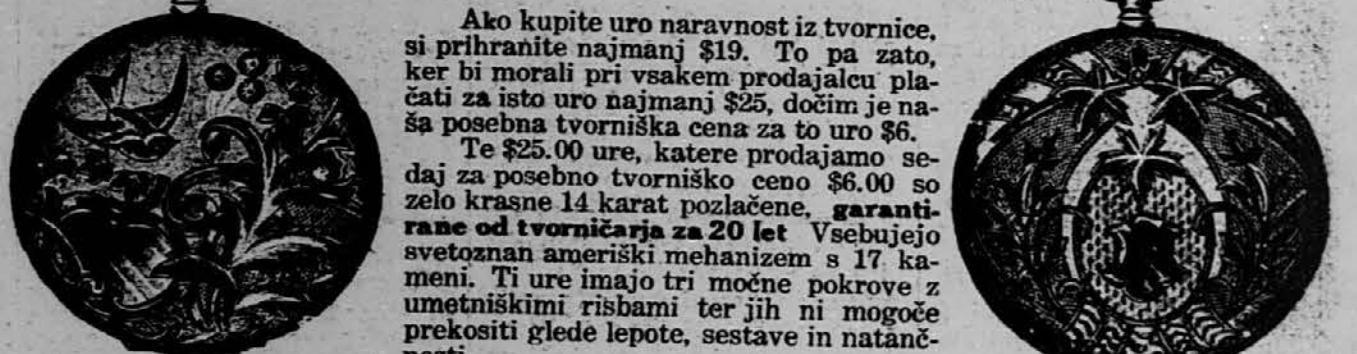 Ako kupite uro naravnost iz tvornice,
si prihranite najmanj $19. To pa zato,
ker bi morali pri vsakem prodajalcu pla-
čati za isto uro najmanj $25, dočim je na-
ša posebna tvorniška cena za to uro $6.
Te $25.00 ure, katere prodajamo se-
daj za posebno tvorniško ceno $6.00 so
zelo krasne 14 karat pozlačene, garanti-
rane od tvorničarja za 20 let Vsebujejo
svetoznan ameriški mehanizem s 17 ka-
meni. Ti ure imajo tri močne pokrove z
umetniškimi risbami ter jih ni mogoče
prekositi glede lepote, sestave in natanč-